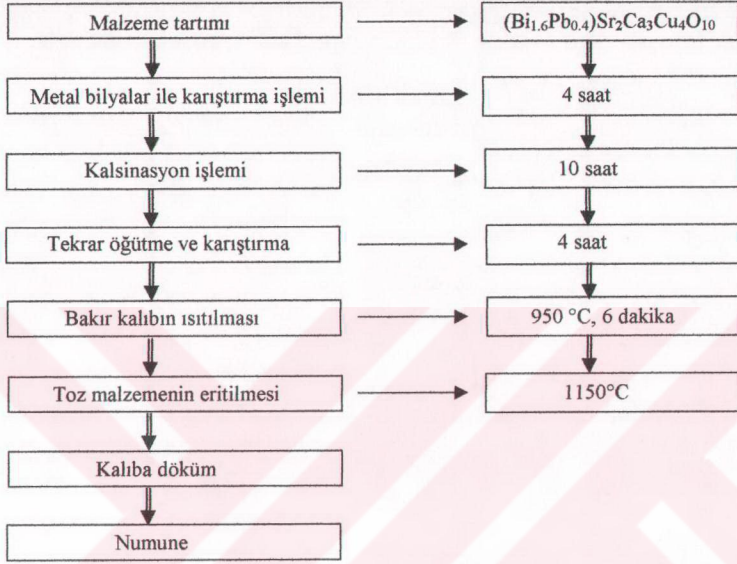 Malzeme tartımı
(Bi₁.₆Pb₀.₄)Sr₂Ca₃Cu₄O₁₀
Metal bilyalar ile karıştırma işlemi
4 saat
Kalsinasyon işlemi
10 saat
Tekrar öğütme ve karıştırma
4 saat
Bakır kalıbın ısıtılması
950 °C, 6 dakika
Toz malzemenin eritilmesi
1150°C
Kalıba döküm
Numune